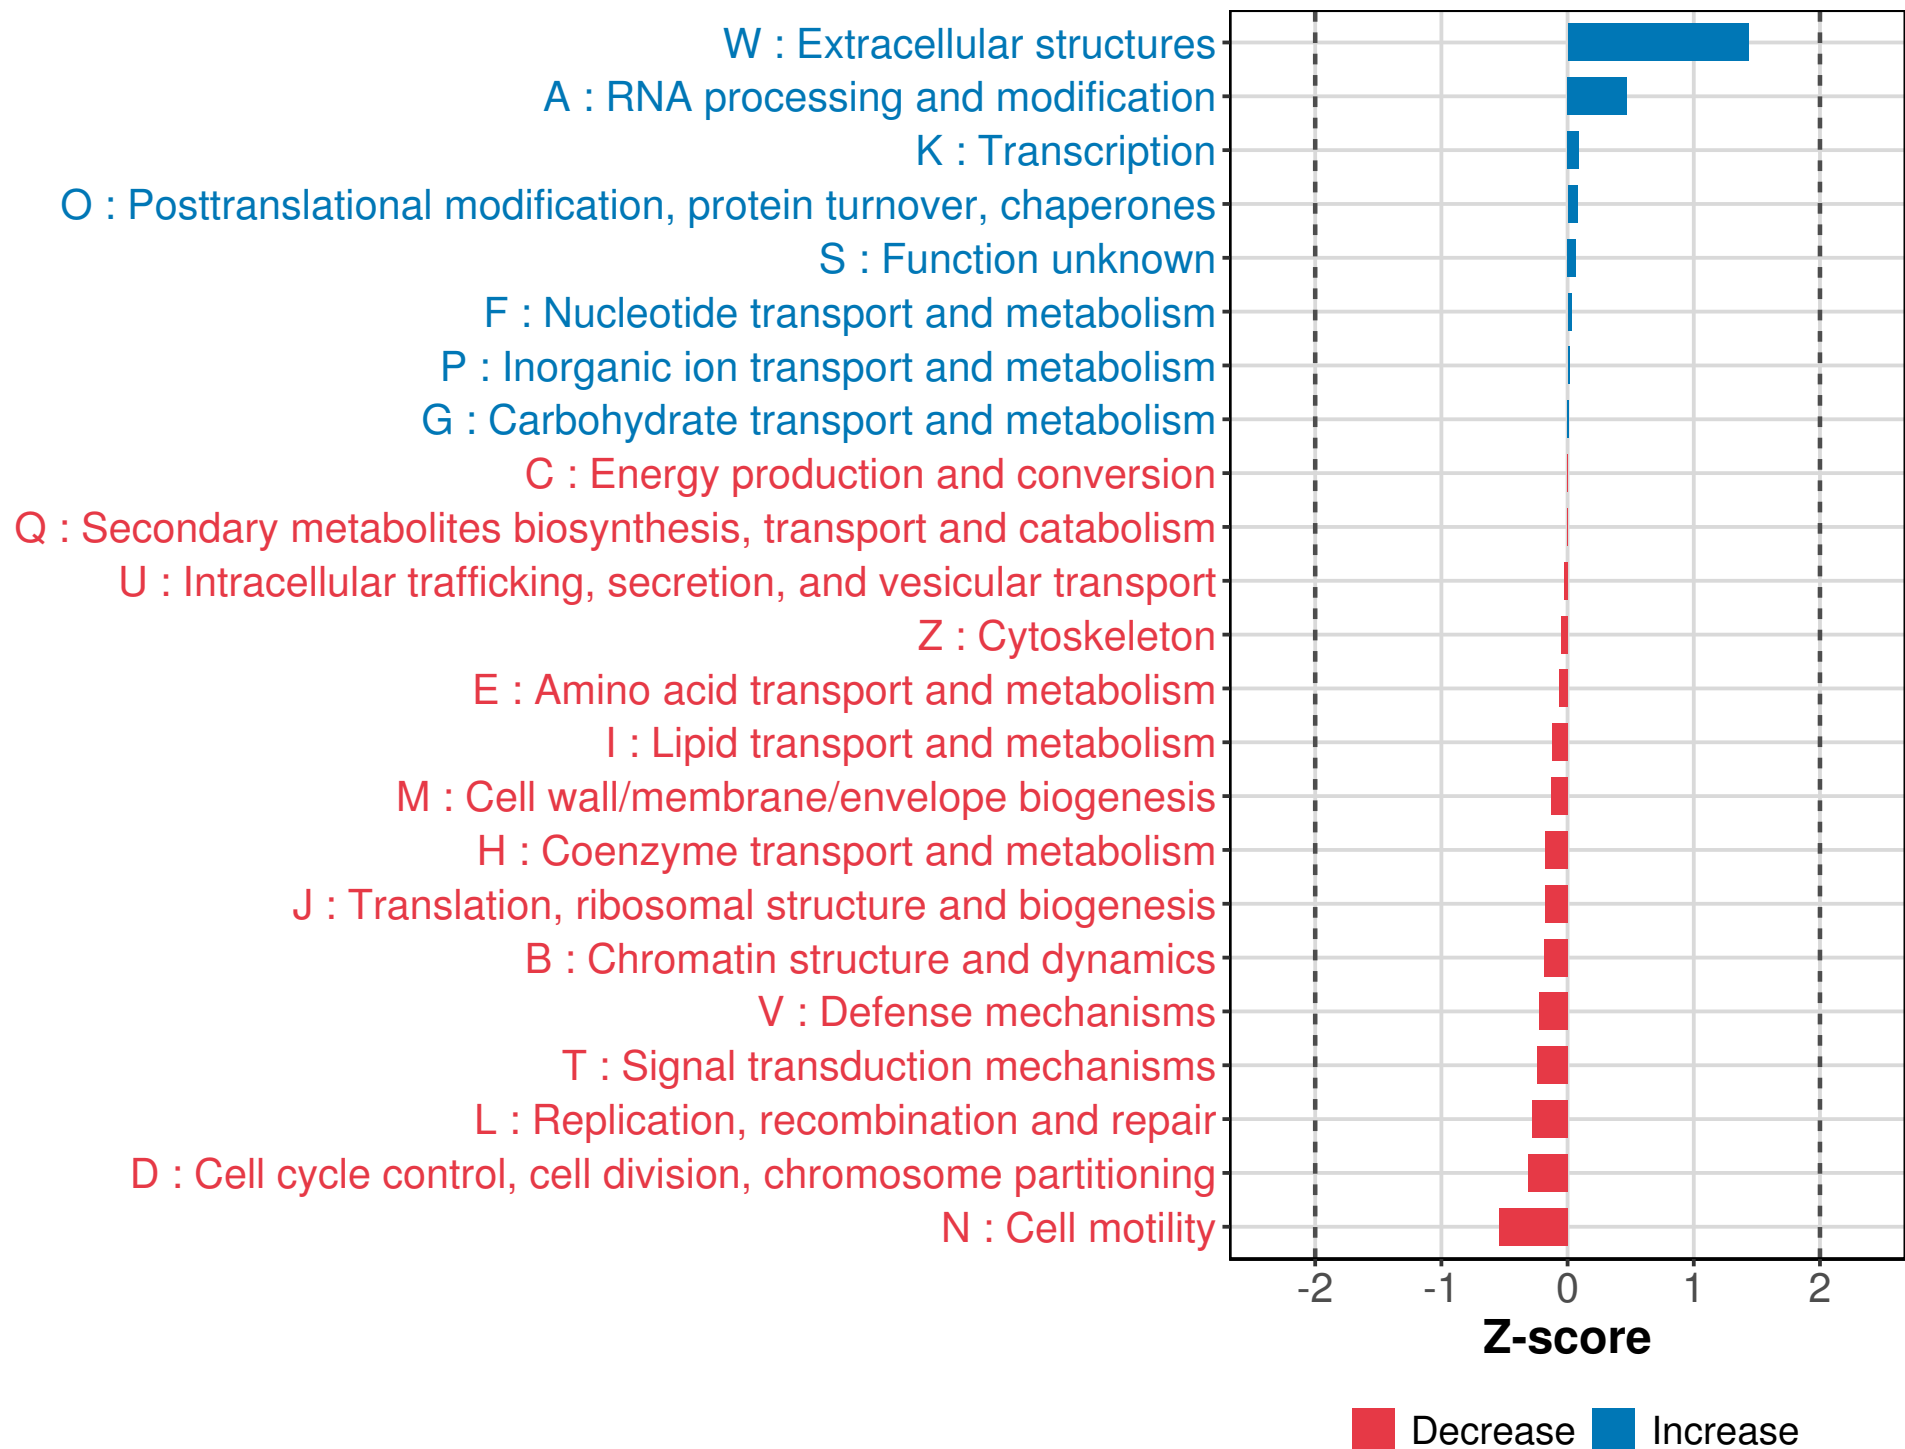 W : Extracellular structures
A : RNA processing and modification
K : Transcription
O : Posttranslational modification, protein turnover, chaperones
S : Function unknown
F : Nucleotide transport and metabolism
P : Inorganic ion transport and metabolism
G : Carbohydrate transport and metabolism
C : Energy production and conversion
Q : Secondary metabolites biosynthesis, transport and catabolism
U : Intracellular trafficking, secretion, and vesicular transport
Z : Cytoskeleton
E : Amino acid transport and metabolism
I : Lipid transport and metabolism
M : Cell wall/membrane/envelope biogenesis
H : Coenzyme transport and metabolism
J : Translation, ribosomal structure and biogenesis
B : Chromatin structure and dynamics
V : Defense mechanisms
T : Signal transduction mechanisms
L : Replication, recombination and repair
D : Cell cycle control, cell division, chromosome partitioning
N : Cell motility
-2 -1 0 1 2
Z-score
Decrease Increase